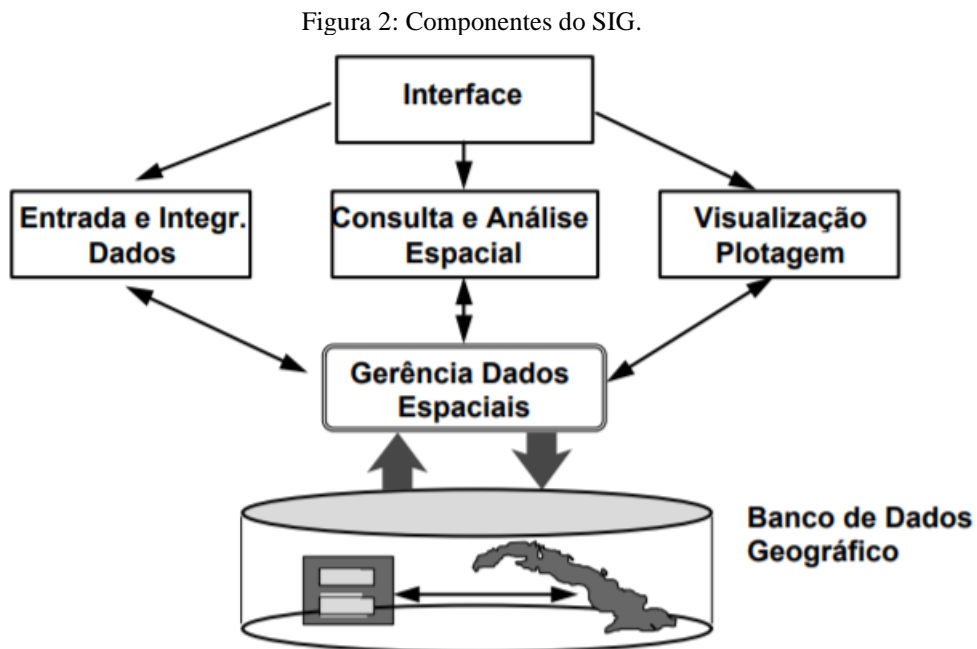 Figura 2: Componentes do SIG.
Interface
Entrada e Integr.
Dados
Consulta e Análise
Espacial
Visualização
Plotagem
Gerência Dados
Espaciais
Banco de Dados
Geográfico